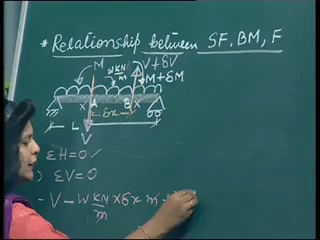 * Relationship between SF, BM, F
M W KN/m V+δV
M+δM
X A B X
δx
L
V
ΣH=0 ✓
) ΣV=0
- V - W KN/m × δx m